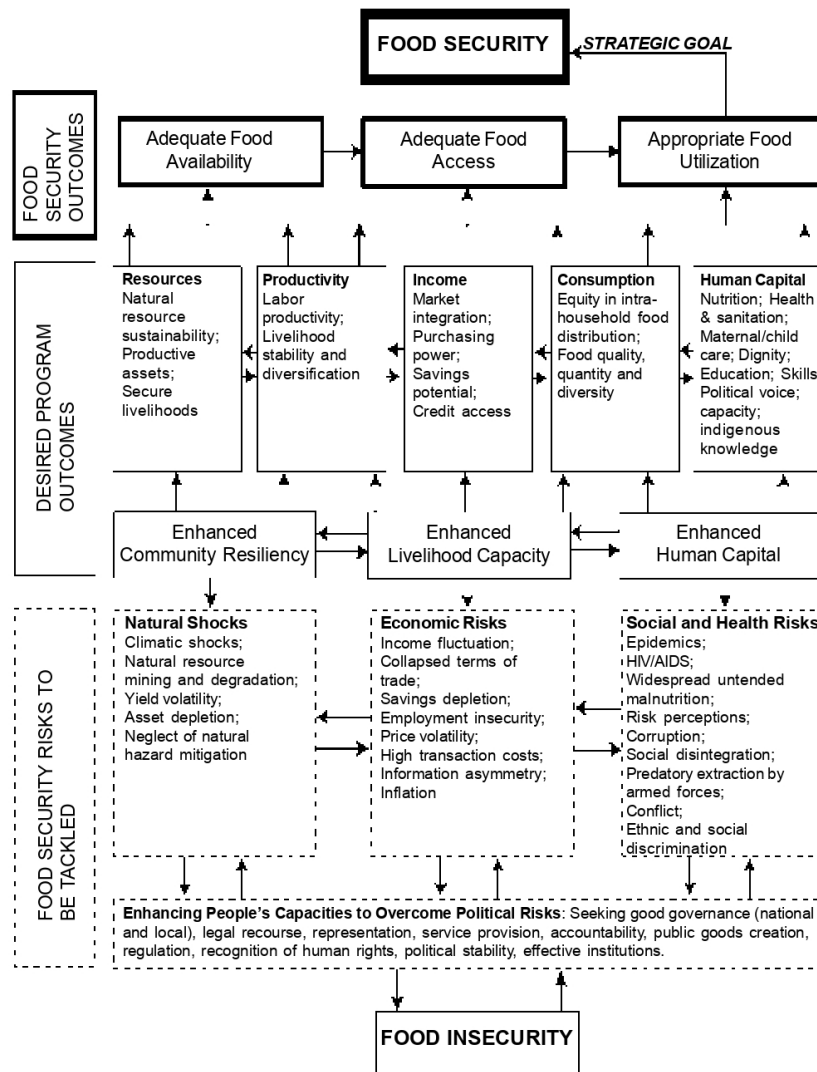 FOOD SECURITY
STRATEGIC GOAL
FOOD
SECURITY
OUTCOMES
Adequate Food
Availability
Adequate Food
Access
Appropriate Food
Utilization
DESIRED PROGRAM
OUTCOMES
Resources
Natural
resource
sustainability;
Productive
assets;
Secure
livelihoods
Productivity
Labor
productivity;
Livelihood
stability and
diversification
Income
Market
integration;
Purchasing
power;
Savings
potential;
Credit access
Consumption
Equity in intra-
household food
distribution;
Food quality,
quantity and
diversity
Human Capital
Nutrition; Health
& sanitation;
Maternal/child
care; Dignity;
Education; Skills
Political voice;
capacity;
indigenous
knowledge
Enhanced
Community Resiliency
Enhanced
Livelihood Capacity
Enhanced
Human Capital
FOOD SECURITY RISKS TO
BE TACKLED
Natural Shocks
Climatic shocks;
Natural resource
mining and degradation;
Yield volatility;
Asset depletion;
Neglect of natural
hazard mitigation
Economic Risks
Income fluctuation;
Collapsed terms of
trade;
Savings depletion;
Employment insecurity;
Price volatility;
High transaction costs;
Information asymmetry;
Inflation
Social and Health Risks
Epidemics;
HIV/AIDS;
Widespread untended
malnutrition;
Risk perceptions;
Corruption;
Social disintegration;
Predatory extraction by
armed forces;
Conflict;
Ethnic and social
discrimination
Enhancing People's Capacities to Overcome Political Risks: Seeking good governance (national
and local), legal recourse, representation, service provision, accountability, public goods creation,
regulation, recognition of human rights, political stability, effective institutions.
FOOD INSECURITY